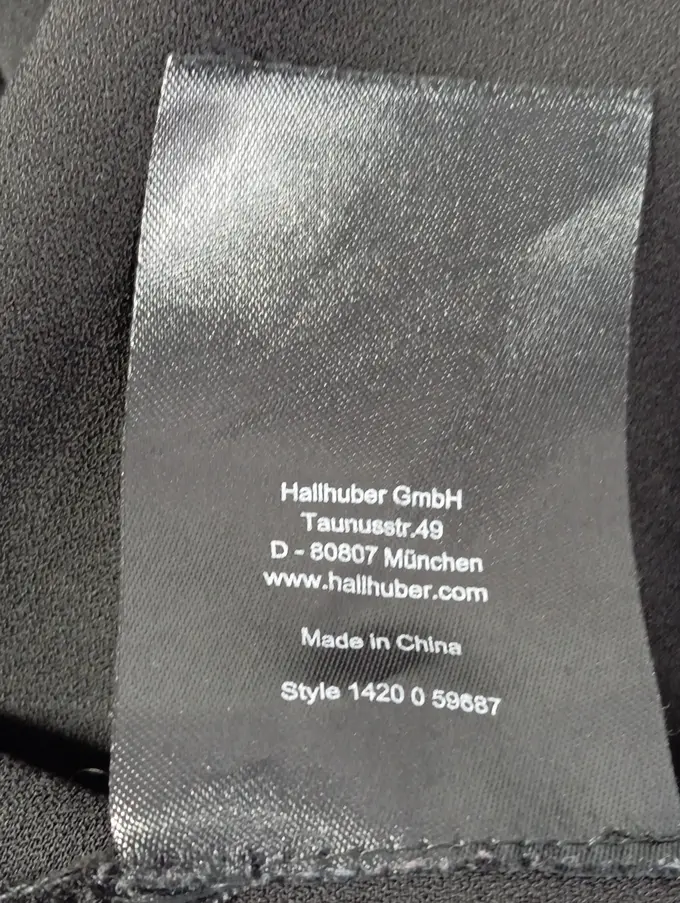 Hallhuber GmbH
Taunusstr.49
D - 80807 München
www.hallhuber.com
Made in China
Style 1420 0 59687